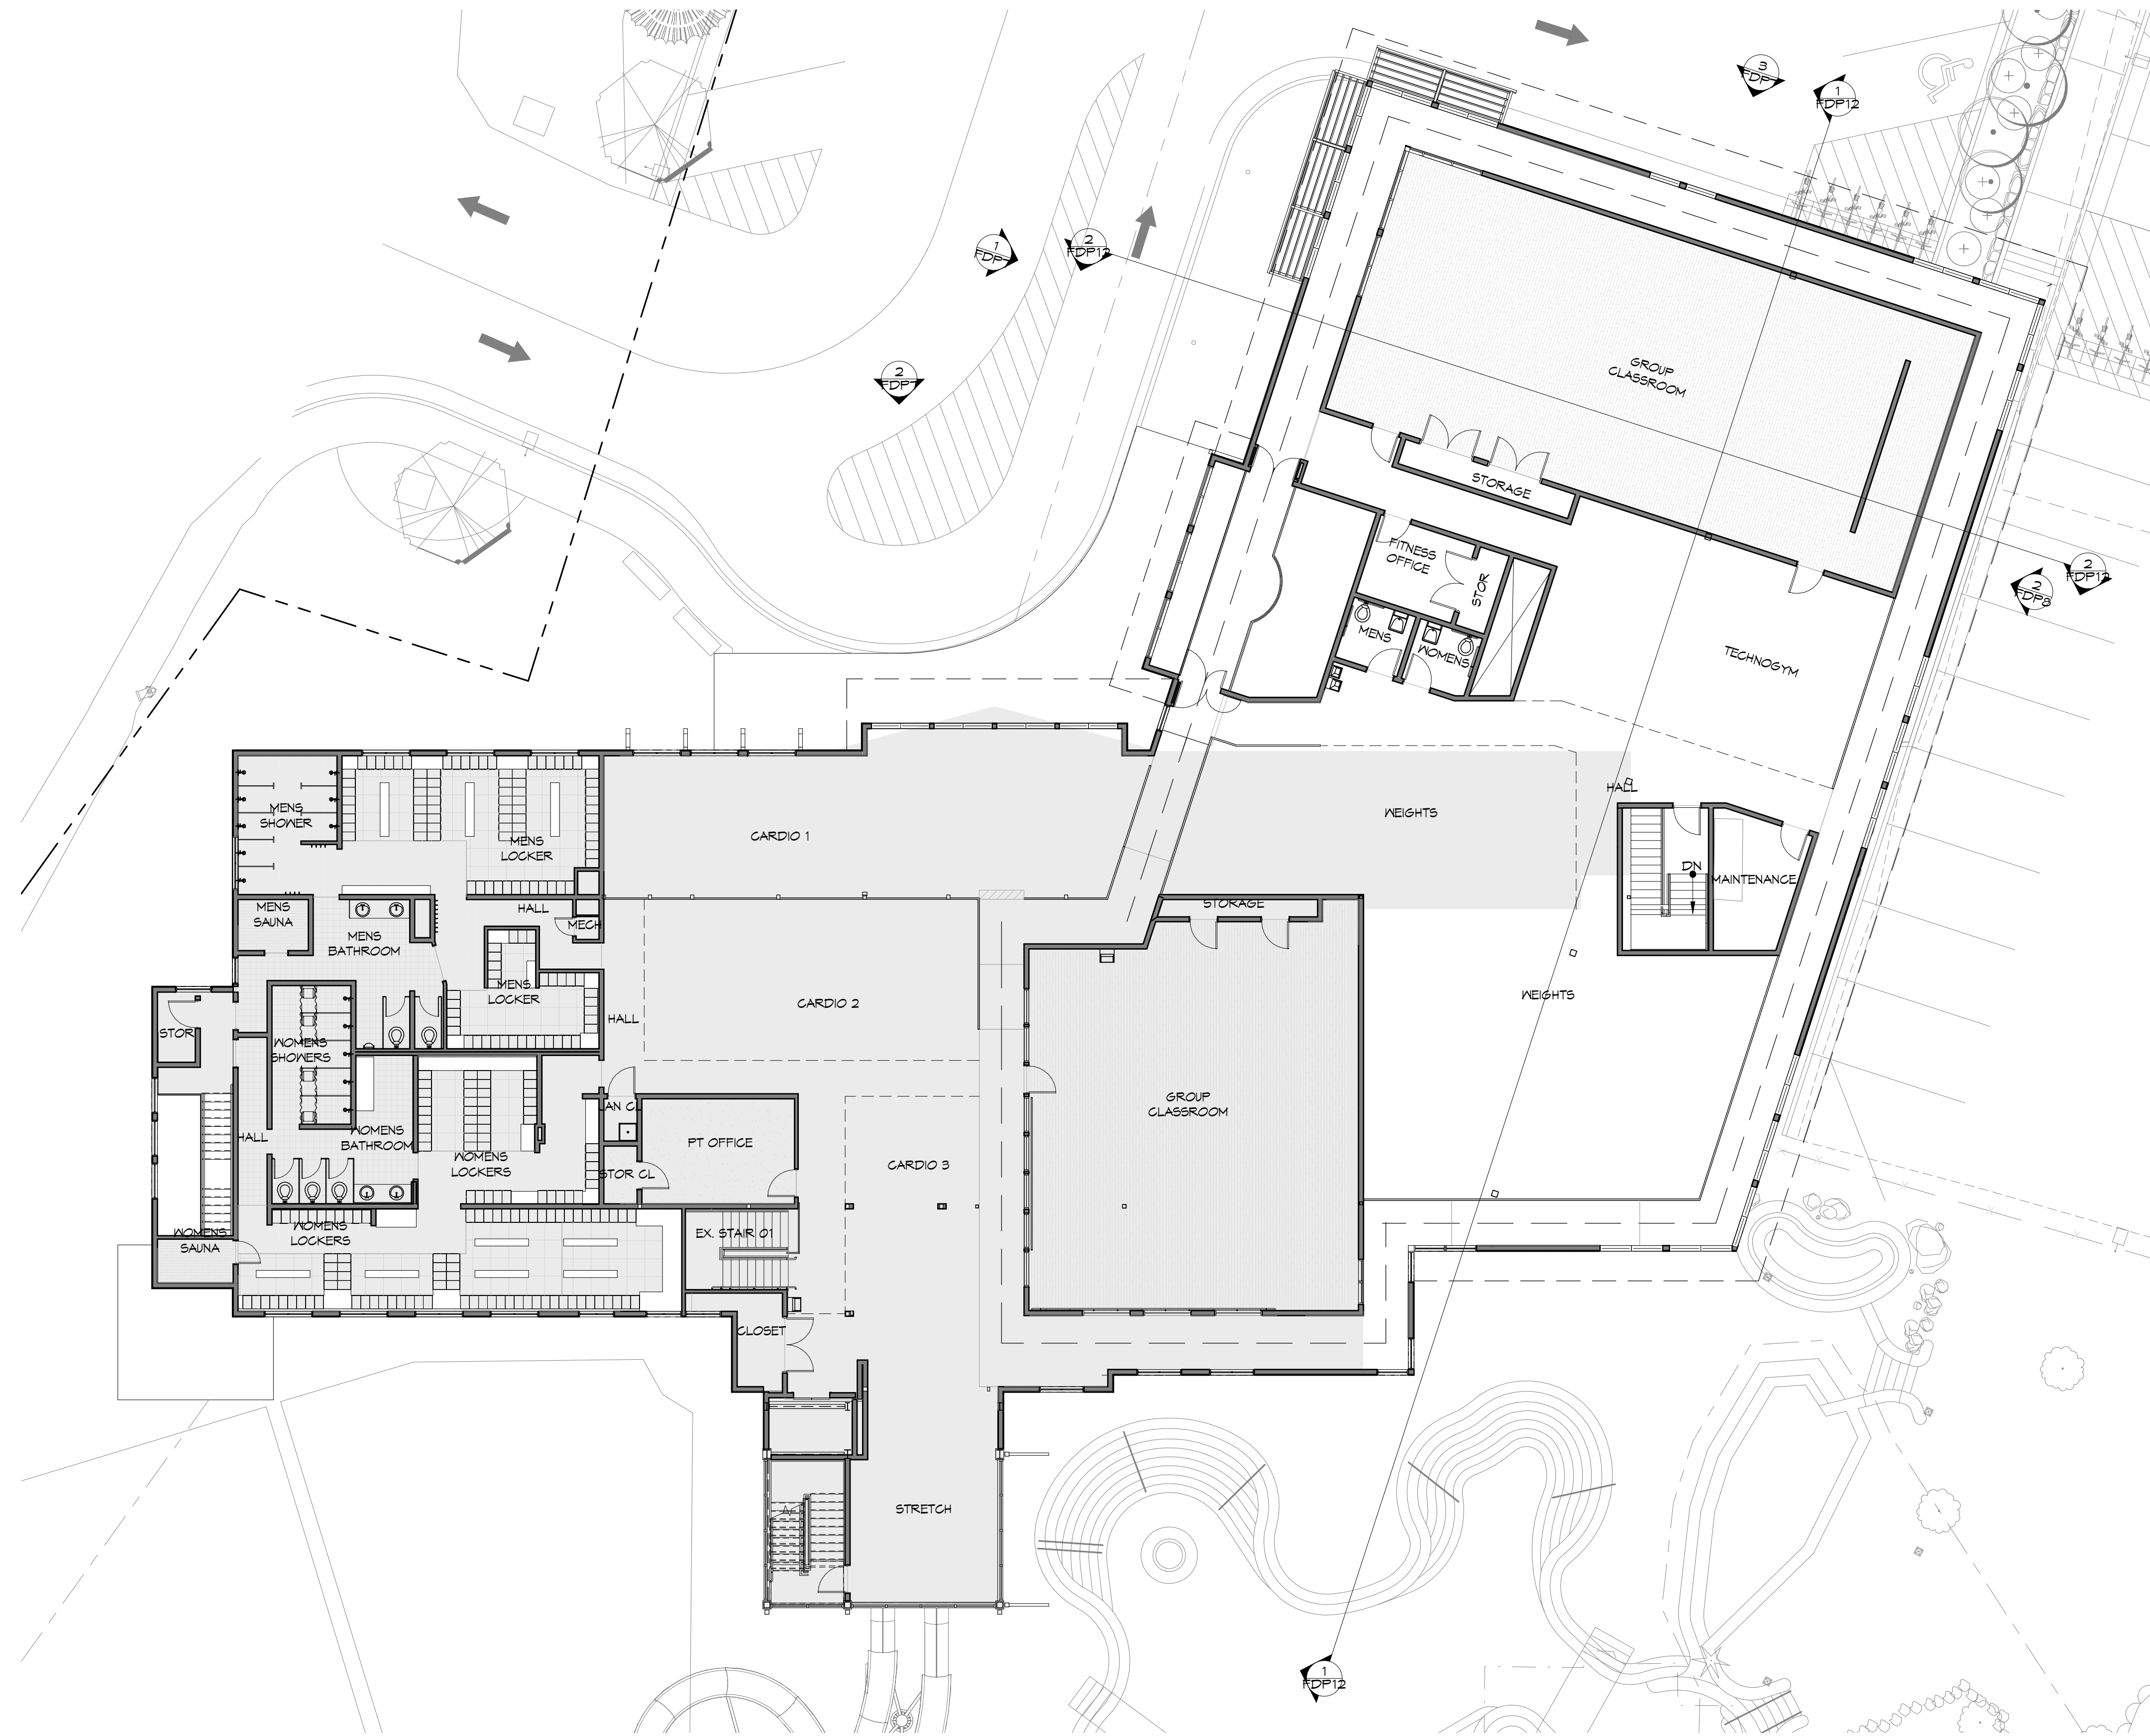 3
FDP7
1
FDP12
1
FDP7
2
FDP12
2
FDP7
GROUP
CLASSROOM
STORAGE
FITNESS
OFFICE
STOR
2
FDP12
2
FDP8
MENS
WOMENS
TECHNOGYM
HALL
MENS
SHOWER
MENS
LOCKER
CARDIO 1
WEIGHTS
DN
MAINTENANCE
MENS
SAUNA
HALL
MECH
STORAGE
MENS
BATHROOM
MENS
LOCKER
CARDIO 2
WEIGHTS
HALL
STOR
WOMENS
SHOWERS
GROUP
CLASSROOM
AN CL
HALL
WOMENS
BATHROOM
PT OFFICE
WOMENS
LOCKERS
STOR CL
CARDIO 3
WOMENS
SAUNA
WOMENS
LOCKERS
EX. STAIR 01
CLOSET
STRETCH
1
FDP12